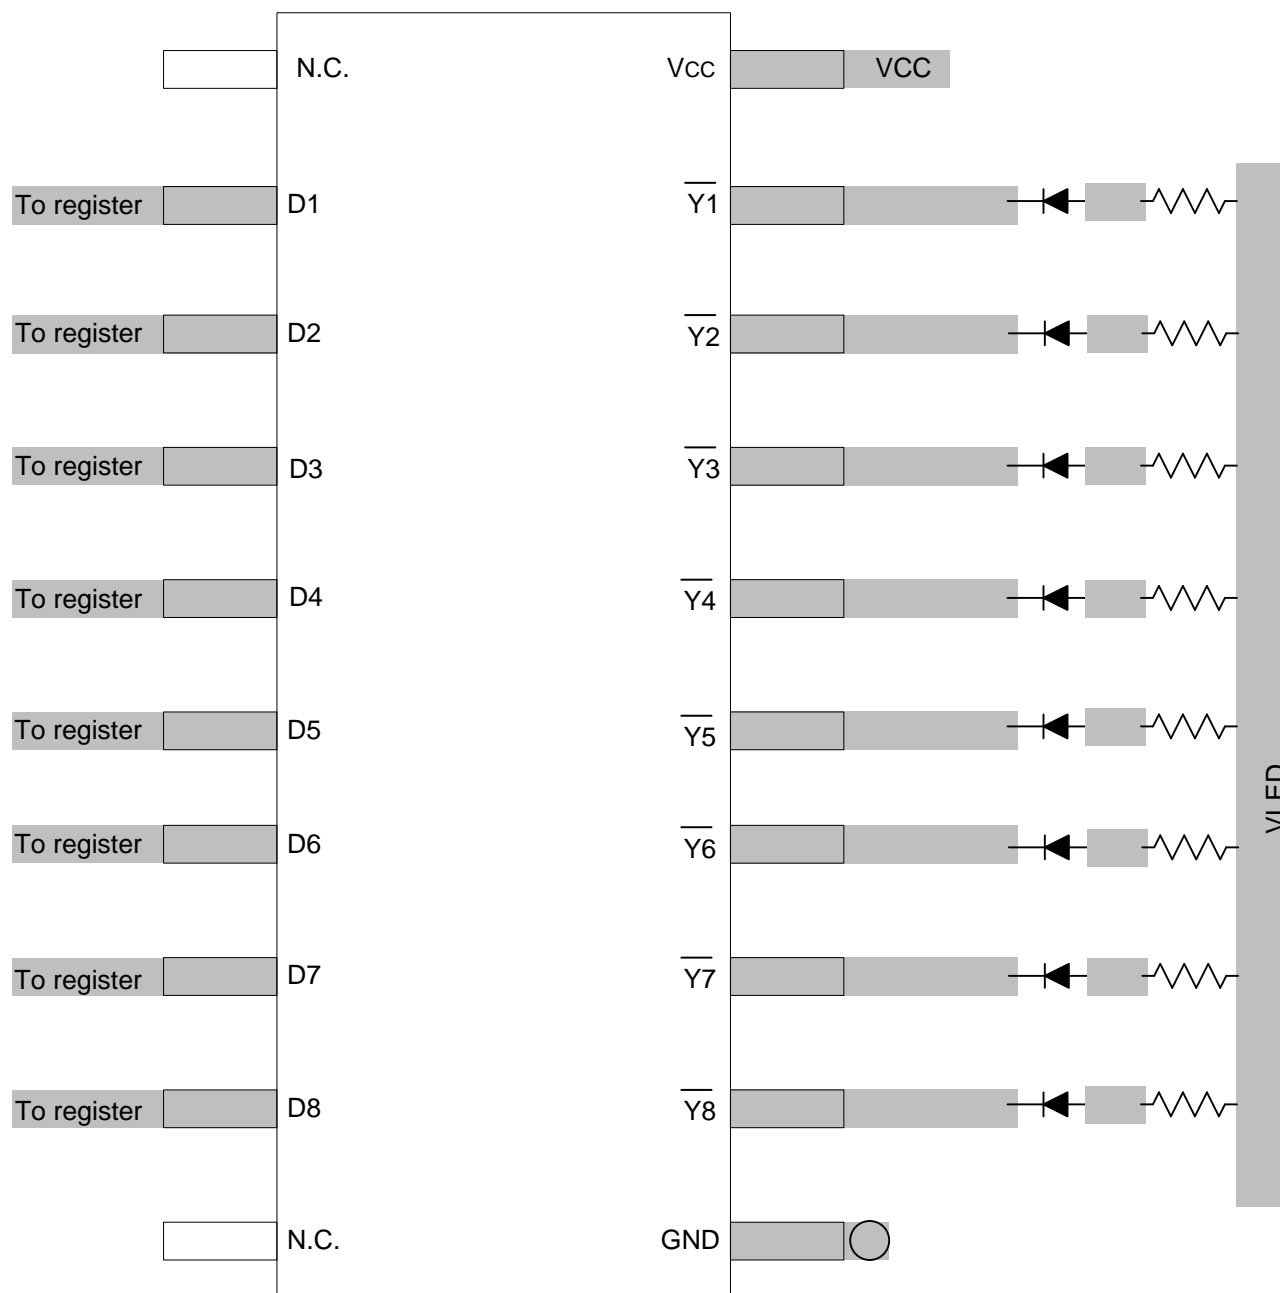 N.C. VCC VCC
To register D1 Y1
To register D2 Y2
To register D3 Y3
To register D4 Y4
To register D5 Y5
VLED
To register D6 Y6
To register D7 Y7
To register D8 Y8
N.C. GND